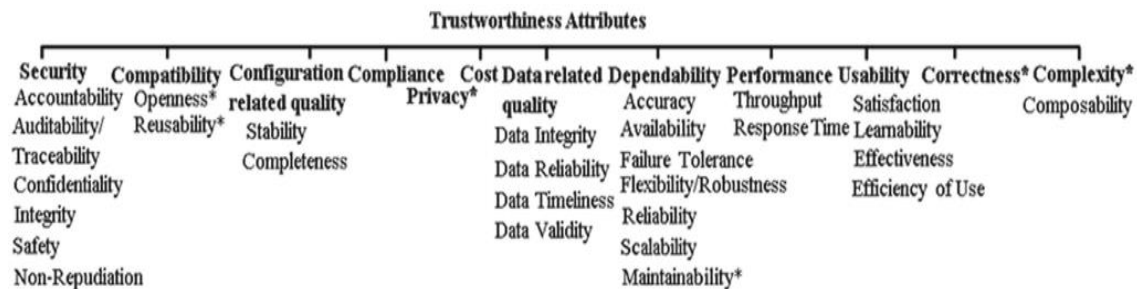 Trustworthiness Attributes
Security
Accountability
Auditability/
Traceability
Confidentiality
Integrity
Safety
Non-Repudiation
Compatibility
Openness*
Reusability*
Configuration
related quality
Stability
Completeness
Compliance
Privacy*
Cost
Data related
quality
Data Integrity
Data Reliability
Data Timeliness
Data Validity
Dependability
Accuracy
Availability
Failure Tolerance
Flexibility/Robustness
Reliability
Scalability
Maintainability*
Performance
Throughput
Response Time
Usability
Satisfaction
Learnability
Effectiveness
Efficiency of Use
Correctness*
Complexity*
Composability